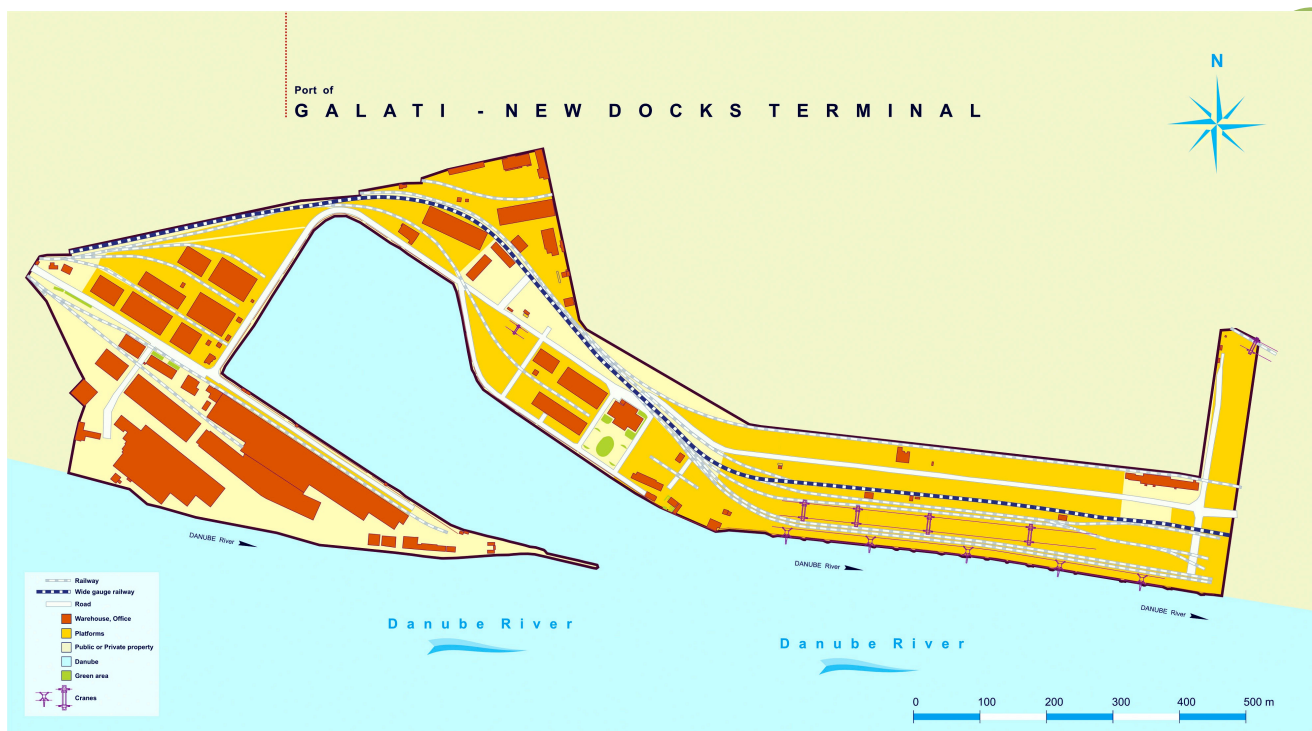 N
Port of
GALATI - NEW DOCKS TERMINAL
DANUBE River
DANUBE River
DANUBE River
Danube River
Danube River
Railway
Wide gauge railway
Road
Warehouse, Office
Platforms
Public or Private property
Danube
Green area
Cranes
0 100 200 300 400 500 m